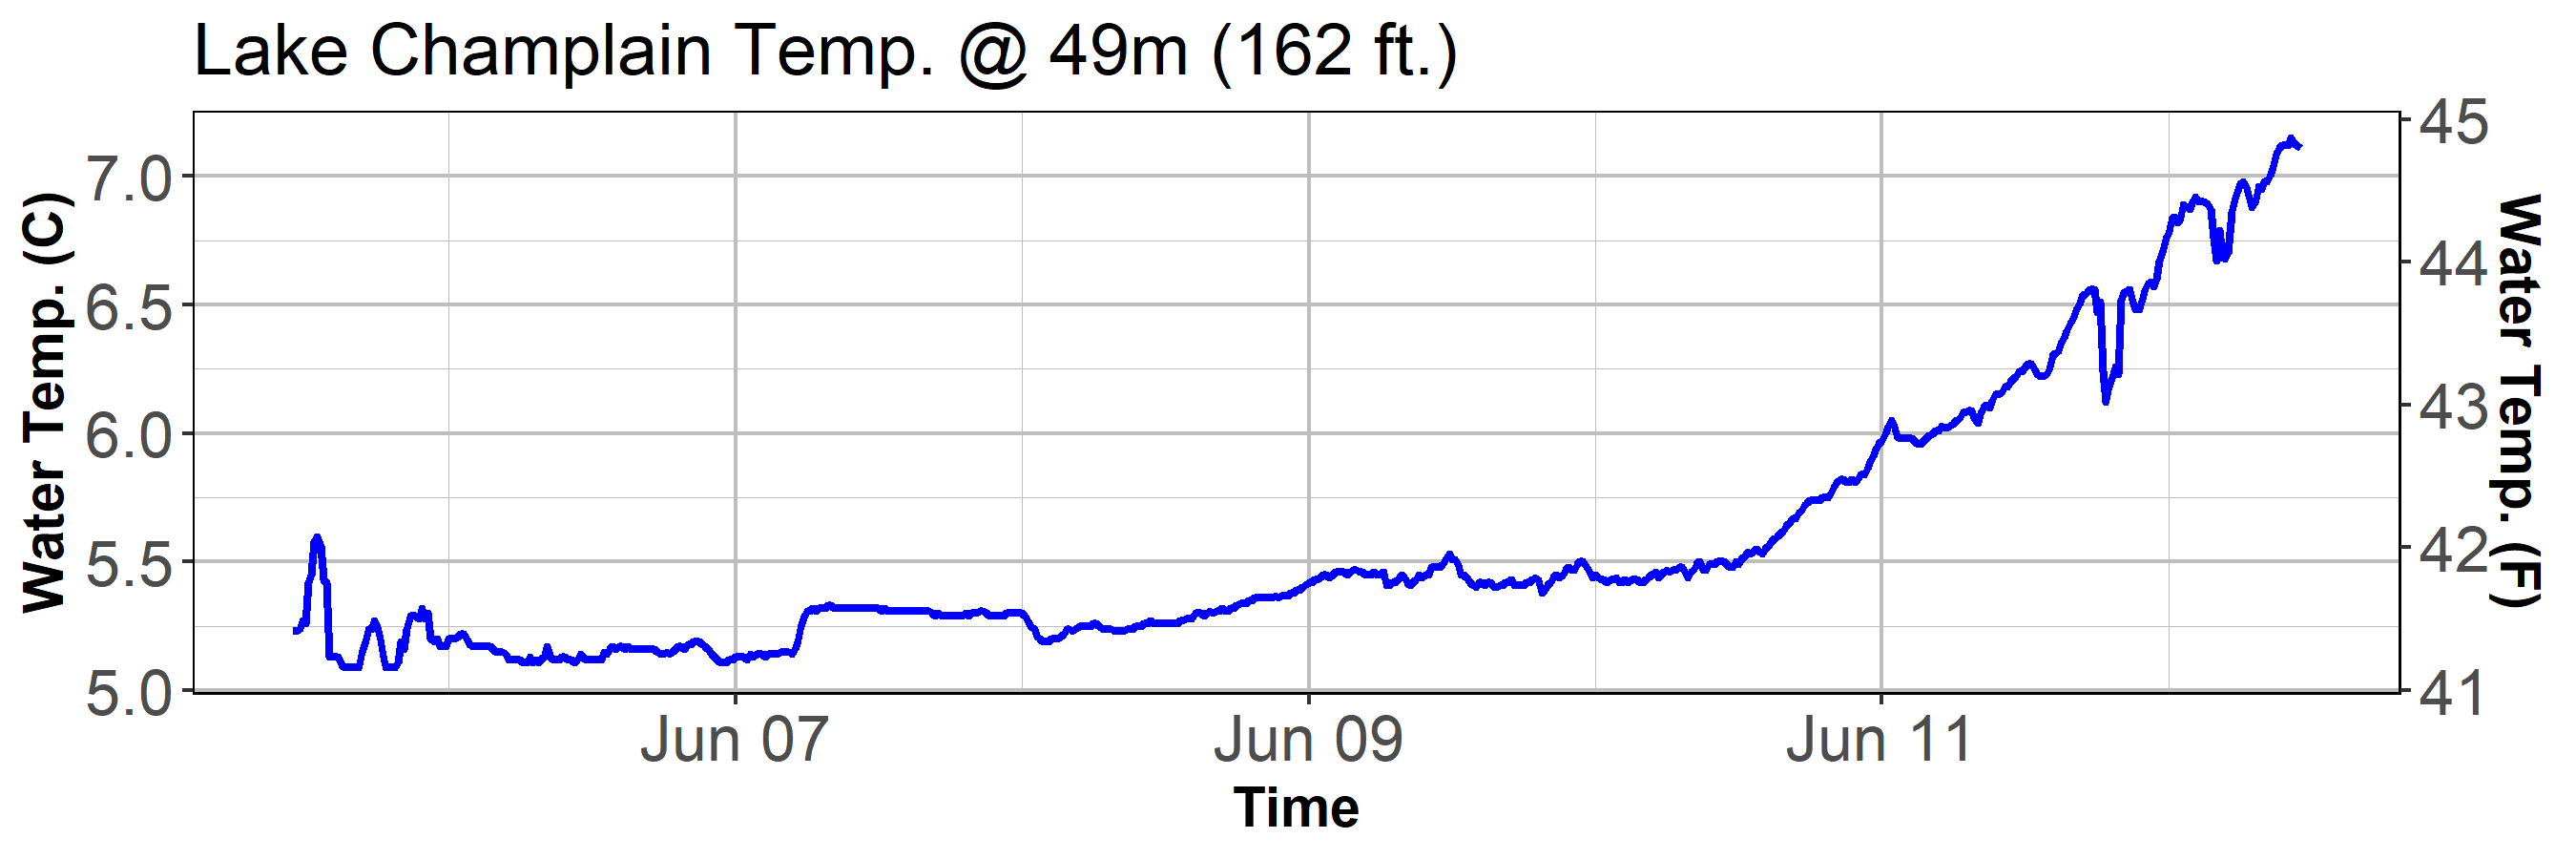 Lake Champlain Temp. @ 49m (162 ft.)
Water Temp. (C)
7.0
6.5
6.0
5.5
5.0
45
44
43
42
41
Water Temp. (F)
Jun 07
Jun 09
Jun 11
Time